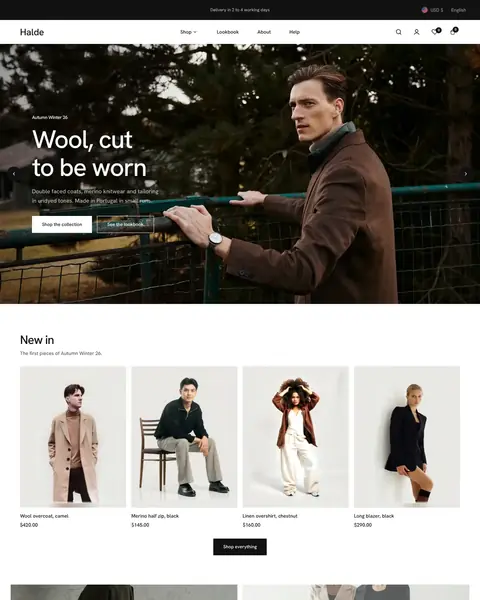 Delivery in 2 to 4 working days
USD $
English
Halde
Shop
Lookbook
About
Help
0
0
Autumn Winter 26
Wool, cut
to be worn
Double faced coats, merino knitwear and tailoring
in undyed tones. Made in Portugal in small runs.
Shop the collection
See the lookbook
New in
The first pieces of Autumn Winter 26.
Wool overcoat, camel
$420.00
Merino half zip, black
$145.00
Linen overshirt, chestnut
$160.00
Long blazer, black
$290.00
Shop everything